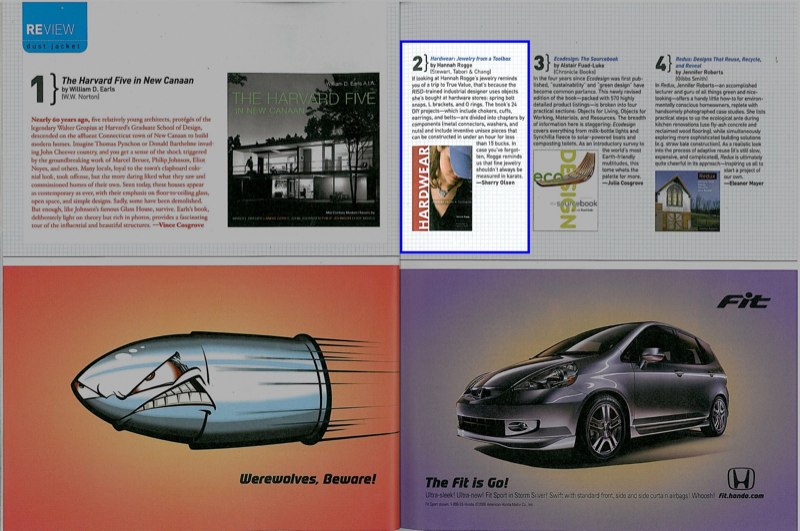 REVIEW
dust jacket
1} The Harvard Five in New Canaan
by William D. Earls
[W.W. Norton]
Nearly 60 years ago, five relatively young architects, protégés of the
legendary Walter Gropius at Harvard's Graduate School of Design,
descended on the affluent Connecticut town of New Canaan to build
modern homes. Imagine Thomas Pynchon or Donald Barthelme invad-
ing John Cheever country, and you get a sense of the shock triggered
by the groundbreaking work of Marcel Breuer, Philip Johnson, Eliot
Noyes, and others. Many locals, loyal to the town's clapboard colo-
nial look, took offense, but the more daring liked what they saw and
commissioned homes of their own. Seen today, these houses appear
as contemporary as ever, with their emphasis on floor-to-ceiling glass,
open space, and simple designs. Sadly, some have been demolished.
But enough, like Johnson's famous Glass House, survive. Earls's book,
deliberately light on theory but rich in photos, provides a fascinating
tour of the influential and beautiful structures. —Vince Cosgrove
William D. Earls A.I.A.
THE HARVARD FIVE
IN NEW CANAAN
2} Hardwear: Jewelry from a Toolbox
by Hannah Rogge
[Stewart, Tabori & Chang]
If looking at Hannah Rogge's jewelry reminds
you of a trip to True Value, that's because the
RISD-trained industrial designer uses objects
she's bought at hardware stores: spring bolt
snaps, L brackets, and O rings. The book's 24
DIY projects—which include chokers, cuffs,
earrings, and belts—are divided into chapters by
components (metal connectors, washers, and
nuts) and include inventive unisex pieces that
can be constructed in under an hour for less
than 15 bucks. In
case you've forgot-
ten, Rogge reminds
us that fine jewelry
shouldn't always be
measured in karats.
—Sherry Olsen
HARDWEAR
3} Ecodesign: The Sourcebook
by Alastair Fuad-Luke
[Chronicle Books]
In the four years since Ecodesign was first pub-
lished, "sustainability" and "green design" have
become common parlance. This newly revised
edition of the book—packed with 700 highly
detailed product listings—is broken into four
practical sections: Objects for Living, Objects for
Working, Materials, and Resources. The breadth
of information here is staggering: Ecodesign
covers everything from milk-bottle lights and
Synchilla fleece to solar-powered boats and
composting toilets. As an introductory survey to
the world's most
Earth-friendly
multitudes, this
tome whets the
palate for more.
—Julia Cosgrove
eco
DESIGN
the sourcebook
4} Redux: Designs That Reuse, Recycle,
and Reveal
by Jennifer Roberts
[Gibbs Smith]
In Redux, Jennifer Roberts—an accomplished
lecturer and guru of all things green and nice-
looking—offers a handy little how-to for environ-
mentally conscious homeowners, replete with
handsomely photographed case studies. She lists
practical steps to up the ecological ante during
kitchen renovations (use fly-ash concrete and
reclaimed wood flooring), while simultaneously
exploring more sophisticated building solutions
(e.g. straw bale construction). As a realistic look
into the process of adaptive reuse (it's still slow,
expensive, and complicated), Redux is ultimately
quite cheerful in its approach—inspiring us all to
start a project of
our own.
—Eleanor Mayer
Redux
Werewolves, Beware!
Fit
The Fit is Go!
Ultra-sleek! Ultra-new! Fit Sport in Storm Silver! Swift with standard front, side and side curtain airbags! Whoosh!
fit.honda.com